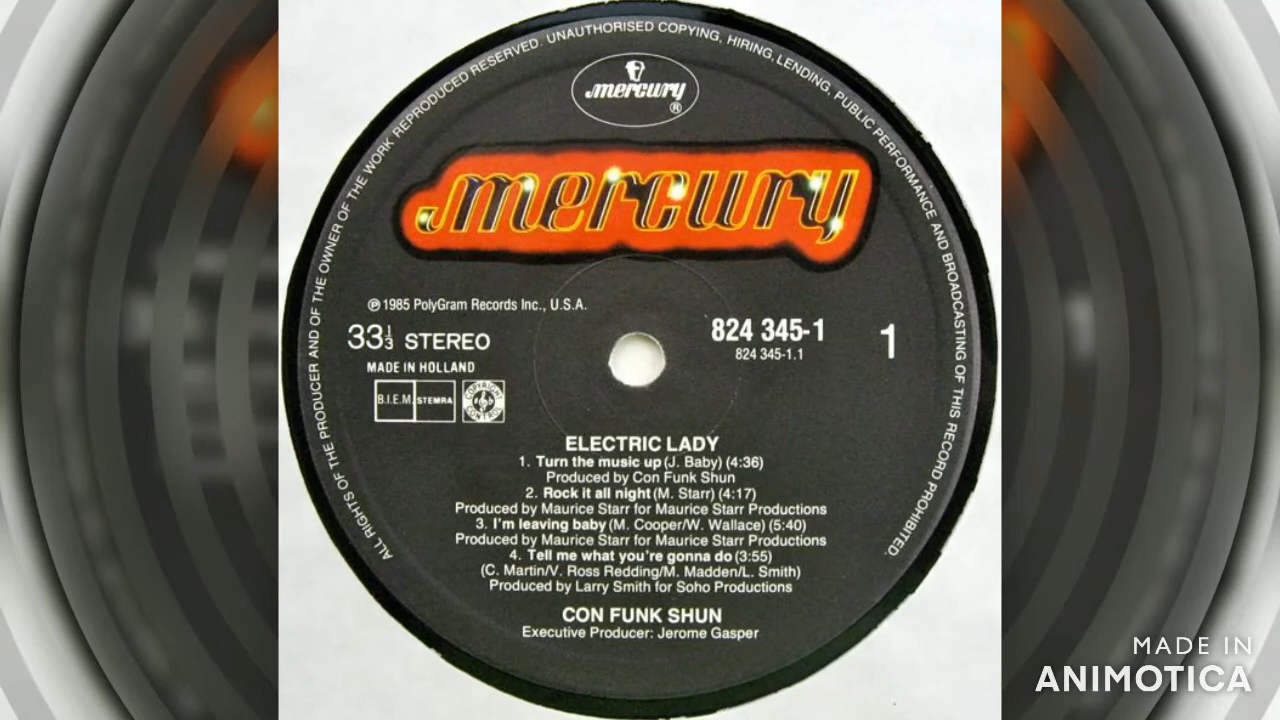 ALL RIGHTS OF THE PRODUCER AND OF THE OWNER OF THE WORK REPRODUCED RESERVED. UNAUTHORISED COPYING, HIRING, LENDING, PUBLIC PERFORMANCE AND BROADCASTING OF THIS RECORD PROHIBITED.
mercury
®
mercury
℗ 1985 PolyGram Records Inc., U.S.A.
33⅓ STEREO
MADE IN HOLLAND
B.I.E.M. STEMRA
COPYRIGHT CONTROL
824 345-1
824 345-1.1
1
ELECTRIC LADY
1. Turn the music up (J. Baby) (4:36)
Produced by Con Funk Shun
2. Rock it all night (M. Starr) (4:17)
Produced by Maurice Starr for Maurice Starr Productions
3. I'm leaving baby (M. Cooper/W. Wallace) (5:40)
Produced by Maurice Starr for Maurice Starr Productions
4. Tell me what you're gonna do (3:55)
(C. Martin/V. Ross Redding/M. Madden/L. Smith)
Produced by Larry Smith for Soho Productions
CON FUNK SHUN
Executive Producer: Jerome Gasper
MADE IN
ANIMOTICA